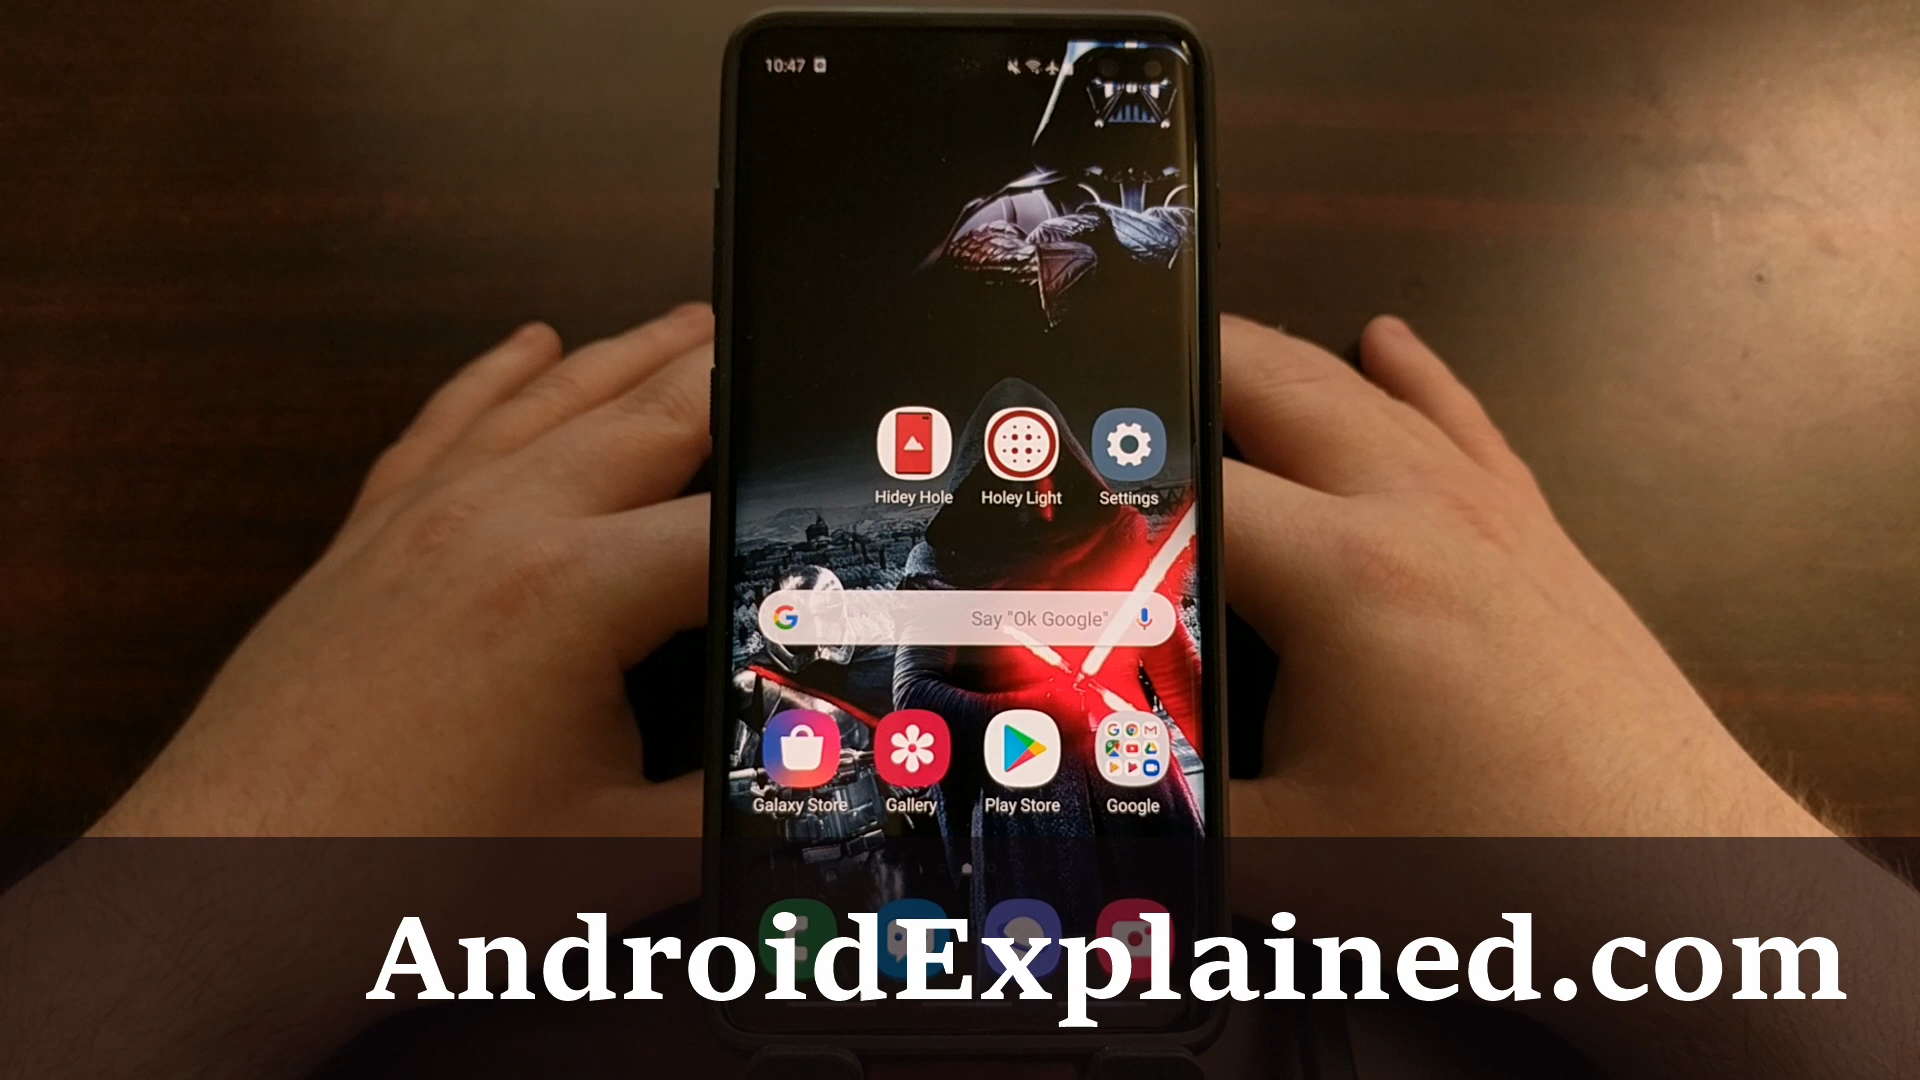 10:47
Hidey Hole
Holey Light
Settings
G
Say "Ok Google"
Galaxy Store
Gallery
Play Store
Google
AndroidExplained.com